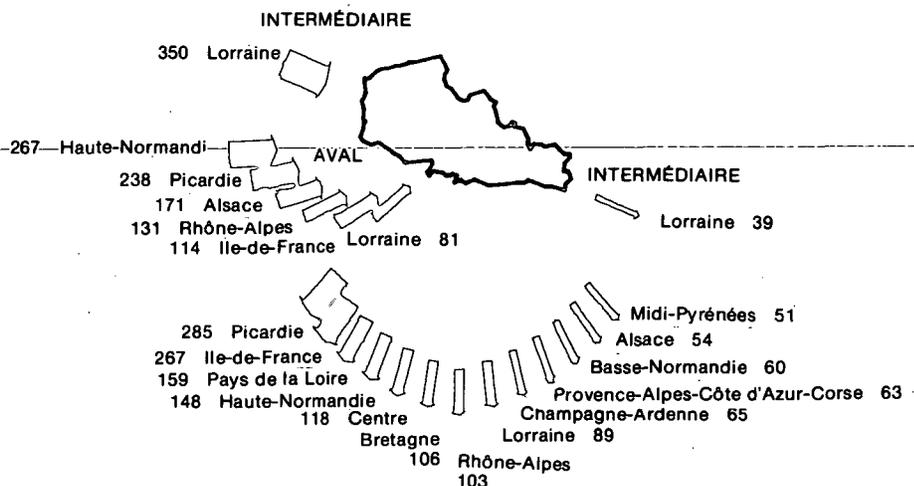 INTERMÉDIAIRE
350 Lorraine
267 Haute-Normandi
AVAL
238 Picardie
INTERMÉDIAIRE
171 Alsace
Lorraine 39
131 Rhône-Alpes
114 Ile-de-France
Lorraine 81
Midi-Pyrénées 51
285 Picardie
Alsace 54
267 Ile-de-France
Basse-Normandie 60
159 Pays de la Loire
Provence-Alpes-Côte d'Azur-Corse 63
148 Haute-Normandie
Champagne-Ardenne 65
118 Centre
Lorraine 89
Bretagne
106
Rhône-Alpes
103